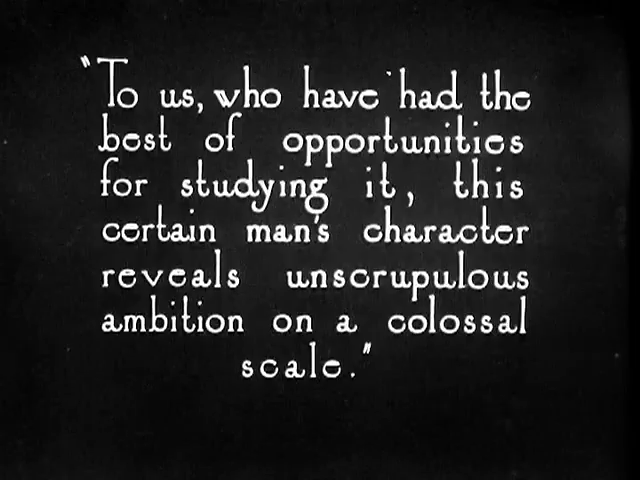 "To us, who have had the
best of opportunities
for studying it, this
certain man's character
reveals unscrupulous
ambition on a colossal
scale."